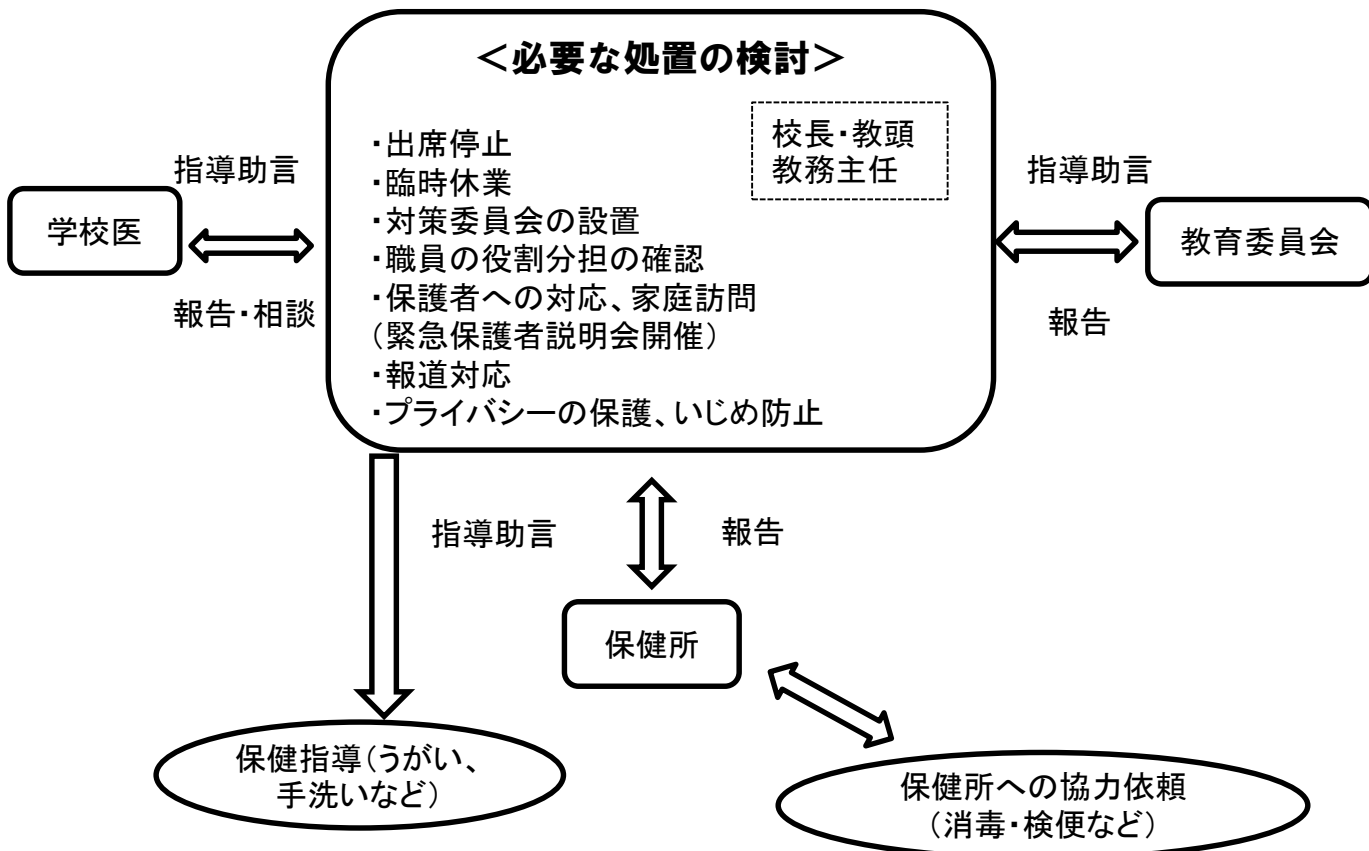 ＜必要な処置の検討＞
校長・教頭
教務主任
・出席停止
・臨時休業
・対策委員会の設置
・職員の役割分担の確認
・保護者への対応、家庭訪問
（緊急保護者説明会開催）
・報道対応
・プライバシーの保護、いじめ防止
指導助言
学校医
報告・相談
指導助言
教育委員会
報告
指導助言
報告
保健所
保健指導（うがい、
手洗いなど）
保健所への協力依頼
（消毒・検便など）